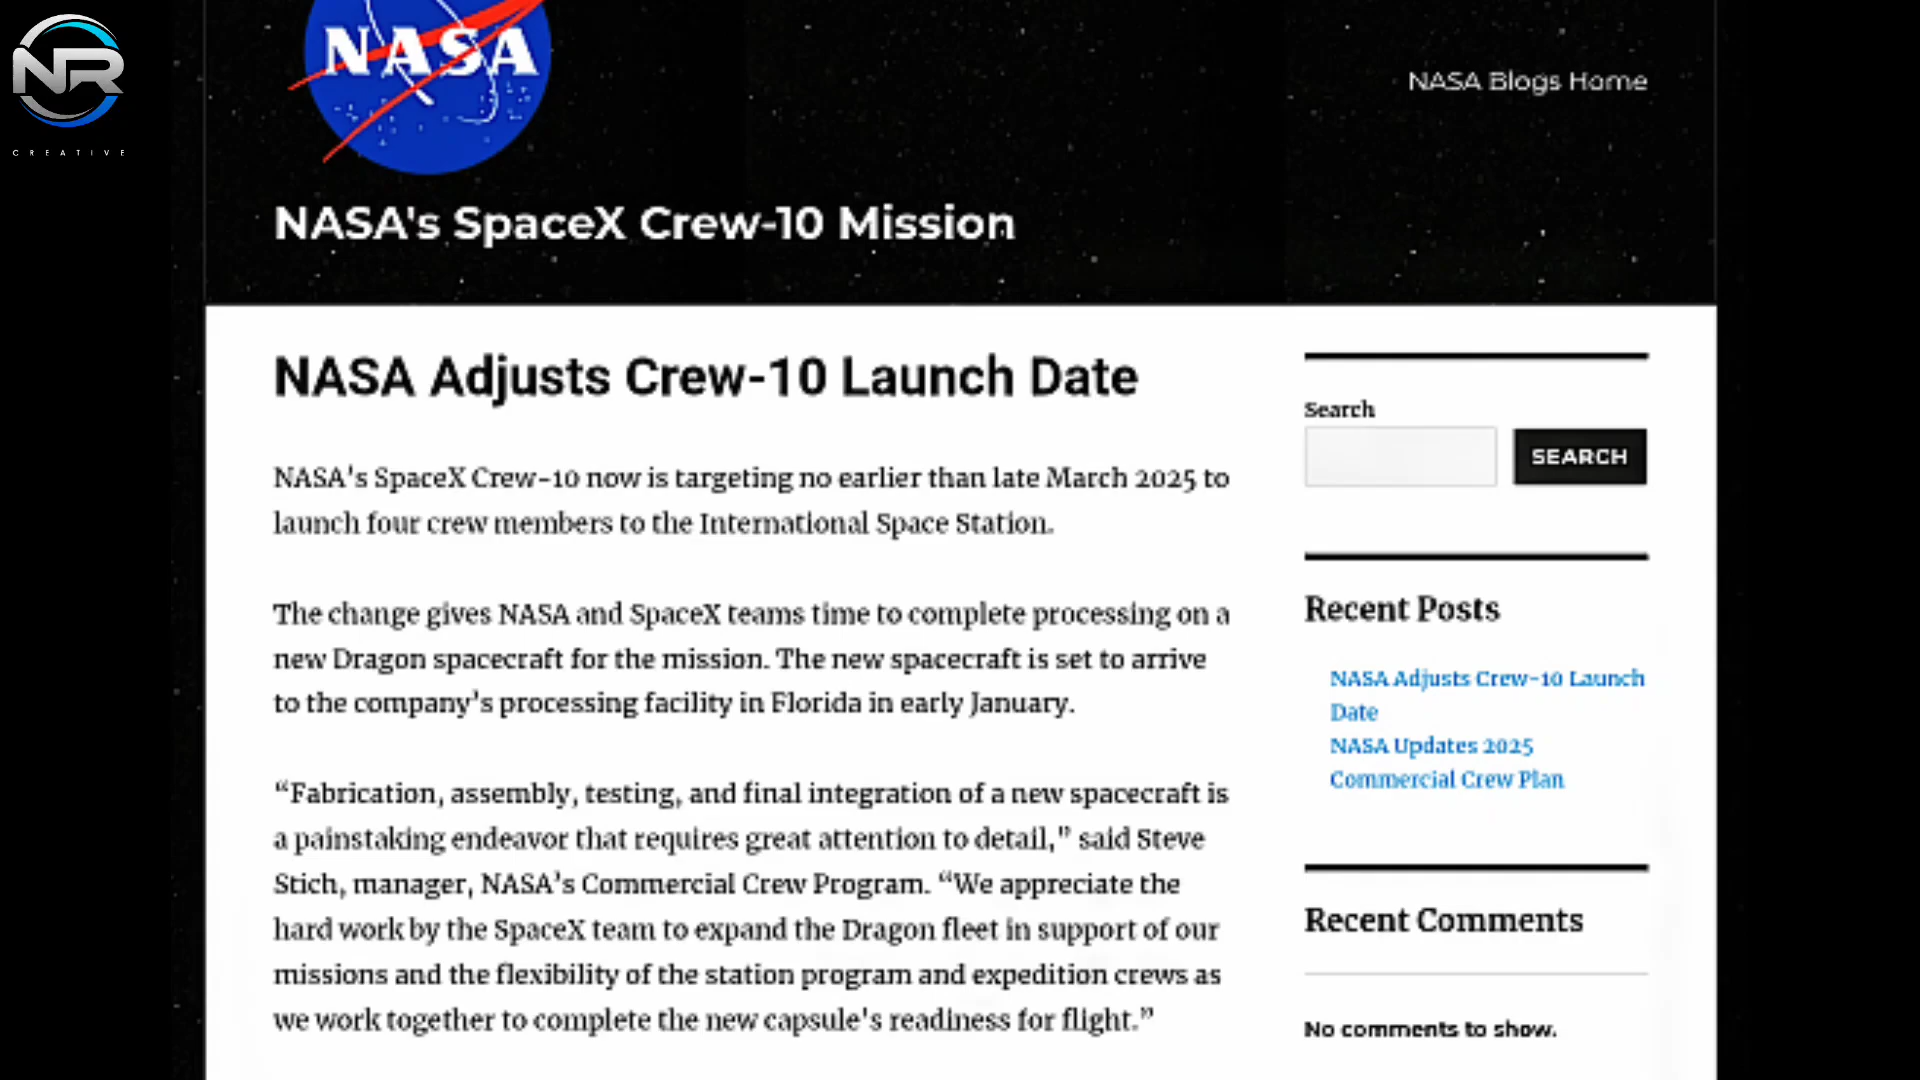 NR
CREATIVE
NASA
NASA Blogs Home
NASA's SpaceX Crew-10 Mission
NASA Adjusts Crew-10 Launch Date
NASA’s SpaceX Crew-10 now is targeting no earlier than late March 2025 to
launch four crew members to the International Space Station.
The change gives NASA and SpaceX teams time to complete processing on a
new Dragon spacecraft for the mission. The new spacecraft is set to arrive
to the company’s processing facility in Florida in early January.
“Fabrication, assembly, testing, and final integration of a new spacecraft is
a painstaking endeavor that requires great attention to detail,” said Steve
Stich, manager, NASA’s Commercial Crew Program. “We appreciate the
hard work by the SpaceX team to expand the Dragon fleet in support of our
missions and the flexibility of the station program and expedition crews as
we work together to complete the new capsule's readiness for flight.”
Search
SEARCH
Recent Posts
NASA Adjusts Crew-10 Launch
Date
NASA Updates 2025
Commercial Crew Plan
Recent Comments
No comments to show.